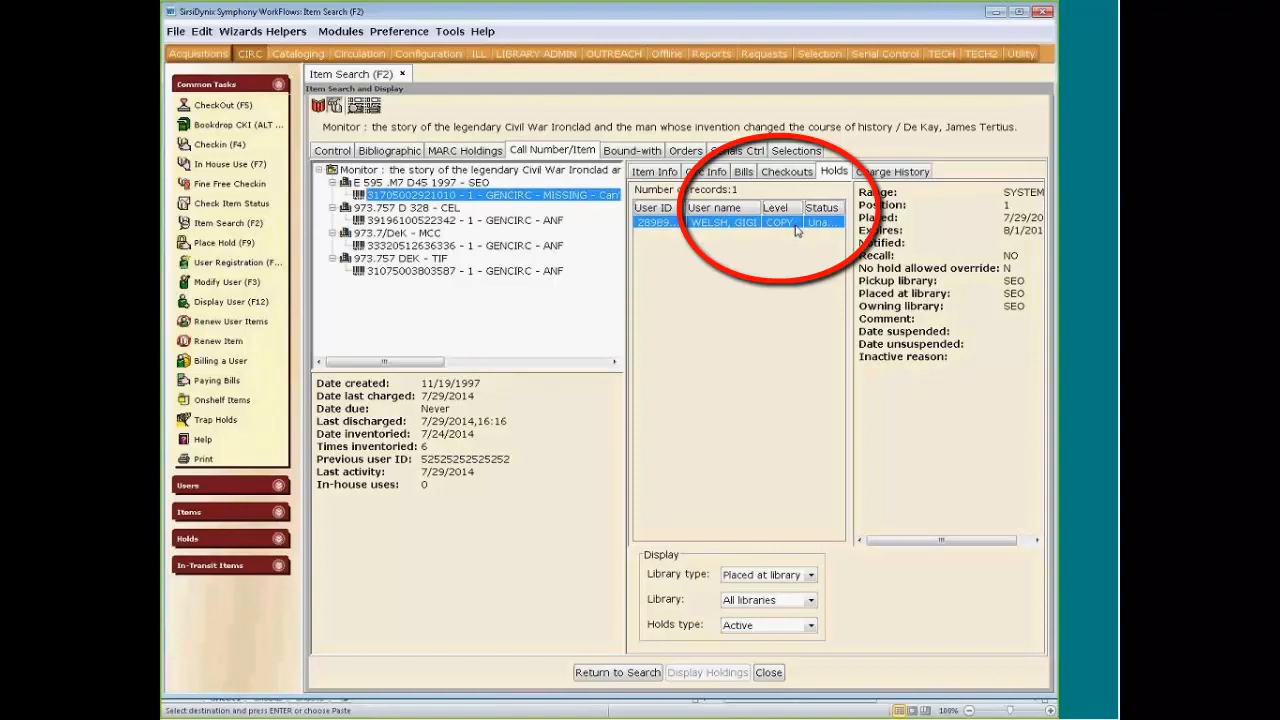 SirsiDynix Symphony WorkFlows: Item Search (F2)
File Edit Wizards Helpers Modules Preference Tools Help
Acquisitions CIRC Cataloging Circulation Configuration ILL LIBRARY ADMIN OUTREACH Offline Reports Requests Selection Serial Control TECH TECH2 Utility
Common Tasks
CheckOut (F5)
Bookdrop CKI (ALT ...
Checkin (F4)
In House Use (F7)
Fine Free Checkin
Check Item Status
Item Search (F2)
Place Hold (F9)
User Registration (F...
Modify User (F3)
Display User (F12)
Renew User Items
Renew Item
Billing a User
Paying Bills
Onshelf Items
Trap Holds
Help
Print
Users
Items
Holds
In-Transit Items
Item Search (F2) ×
Item Search and Display
Monitor : the story of the legendary Civil War Ironclad and the man whose invention changed the course of history / De Kay, James Tertius.
Control Bibliographic MARC Holdings Call Number/Item Bound-with Orders Ctrl Selections
Monitor : the story of the legendary Civil War Ironclad ar
E 595 .M7 D45 1997 - SEO
31705002921010 - 1 - GENCIRC - MISSING - Can
973.757 D 328 - CEL
39196100522342 - 1 - GENCIRC - ANF
973.7/DeK - MCC
33320512636336 - 1 - GENCIRC - ANF
973.757 DEK - TIF
31075003803587 - 1 - GENCIRC - ANF
Date created: 11/19/1997
Date last charged: 7/29/2014
Date due: Never
Last discharged: 7/29/2014,16:16
Date inventoried: 7/24/2014
Times inventoried: 6
Previous user ID: 52525252525252
Last activity: 7/29/2014
In-house uses: 0
Item Info Info Bills Checkouts Holds Charge History
Number records:1
User ID User name Level Status
28989... WELSH, GIGI COPY Una...
Range: SYSTEM
Position: 1
Placed: 7/29/20
Expires: 8/1/201
Notified:
Recall: NO
No hold allowed override: N
Pickup library: SEO
Placed at library: SEO
Owning library: SEO
Comment:
Date suspended:
Date unsuspended:
Inactive reason:
Display
Library type: Placed at library
Library: All libraries
Holds type: Active
Return to Search Display Holdings Close
Select destination and press ENTER or choose Paste
100%